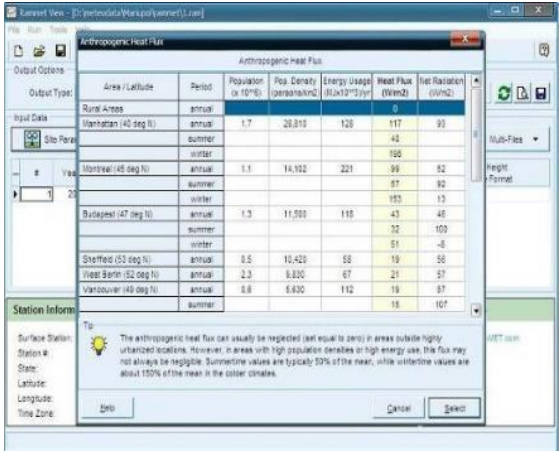 Rammet View - [D:\meteodata\Mariupol\rammet\1.ram]
File Run Tools
Anthropogenic Heat Flux
Anthropogenic Heat Flux
Output Options
Output Type:
Input Data
Site Para
Multi-Files
# Yea
Height
Format
1 20
Area / Latitude Period Population (x 10**6) Pop. Density (persons/km2) Energy Usage (MJx10**3)/yr Heat Flux (W/m2) Net Radiation (W/m2)
Rural Areas annual 0
Manhattan (40 deg N) annual 1.7 28,810 128 117 93
summer 40
winter 198
Montreal (45 deg N) annual 1.1 14,102 221 99 52
summer 57 92
winter 153 13
Budapest (47 deg N) annual 1.3 11,500 118 43 46
summer 32 100
winter 51 -8
Sheffield (53 deg N) annual 0.5 10,420 58 19 56
West Berlin (52 deg N) annual 2.3 9,830 67 21 57
Vancouver (49 deg N) annual 0.6 5,630 112 19 57
summer 15 107
Tip
The anthropogenic heat flux can usually be neglected (set equal to zero) in areas outside highly
urbanized locations. However, in areas with high population densities or high energy use, this flux may
not always be negligible. Summertime values are typically 50% of the mean, while wintertime values are
about 150% of the mean in the colder climates.
Help
Cancel
Select
Station Inform
Surface Station:
Station #:
State:
Latitude:
Longitude:
Time Zone:
MET.com